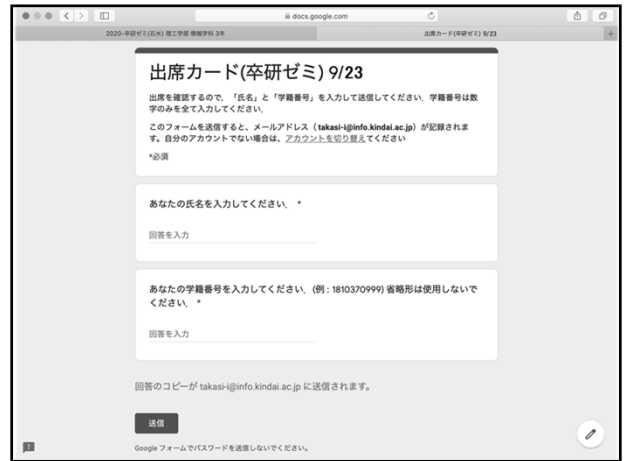 docs.google.com
2020-卒研ゼミ(石水) 理工学部 情報学科 3年
出席カード(卒研ゼミ) 9/23
出席カード(卒研ゼミ) 9/23
出席を確認するので，「氏名」と「学籍番号」を入力して送信してください．学籍番号は数
字のみを全て入力してください．
このフォームを送信すると、メールアドレス（takasi-i@info.kindai.ac.jp）が記録されま
す。自分のアカウントでない場合は、アカウントを切り替えてください
*必須
あなたの氏名を入力してください． *
回答を入力
あなたの学籍番号を入力してください．(例 : 1810370999) 省略形は使用しないで
ください． *
回答を入力
回答のコピーが takasi-i@info.kindai.ac.jp に送信されます。
送信
Google フォームでパスワードを送信しないでください。